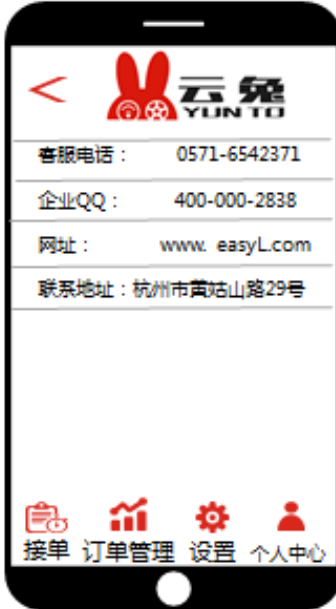 云兔
YUN TU
客服电话： 0571-6542371
企业QQ： 400-000-2838
网址： www. easyL.com
联系地址：杭州市黄姑山路29号
接单 订单管理 设置 个人中心